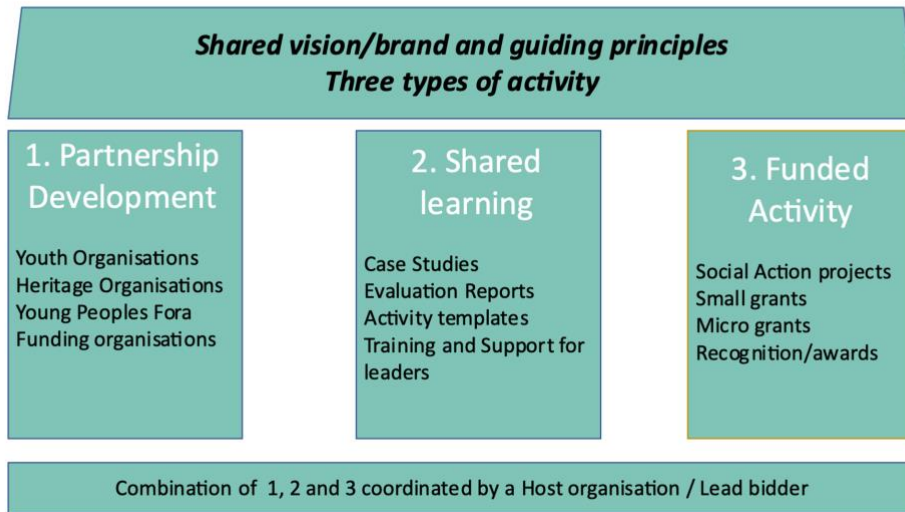 Shared vision/brand and guiding principles
Three types of activity
1. Partnership
Development
Youth Organisations
Heritage Organisations
Young Peoples Fora
Funding organisations
2. Shared
learning
Case Studies
Evaluation Reports
Activity templates
Training and Support for
leaders
3. Funded
Activity
Social Action projects
Small grants
Micro grants
Recognition/awards
Combination of 1, 2 and 3 coordinated by a Host organisation / Lead bidder